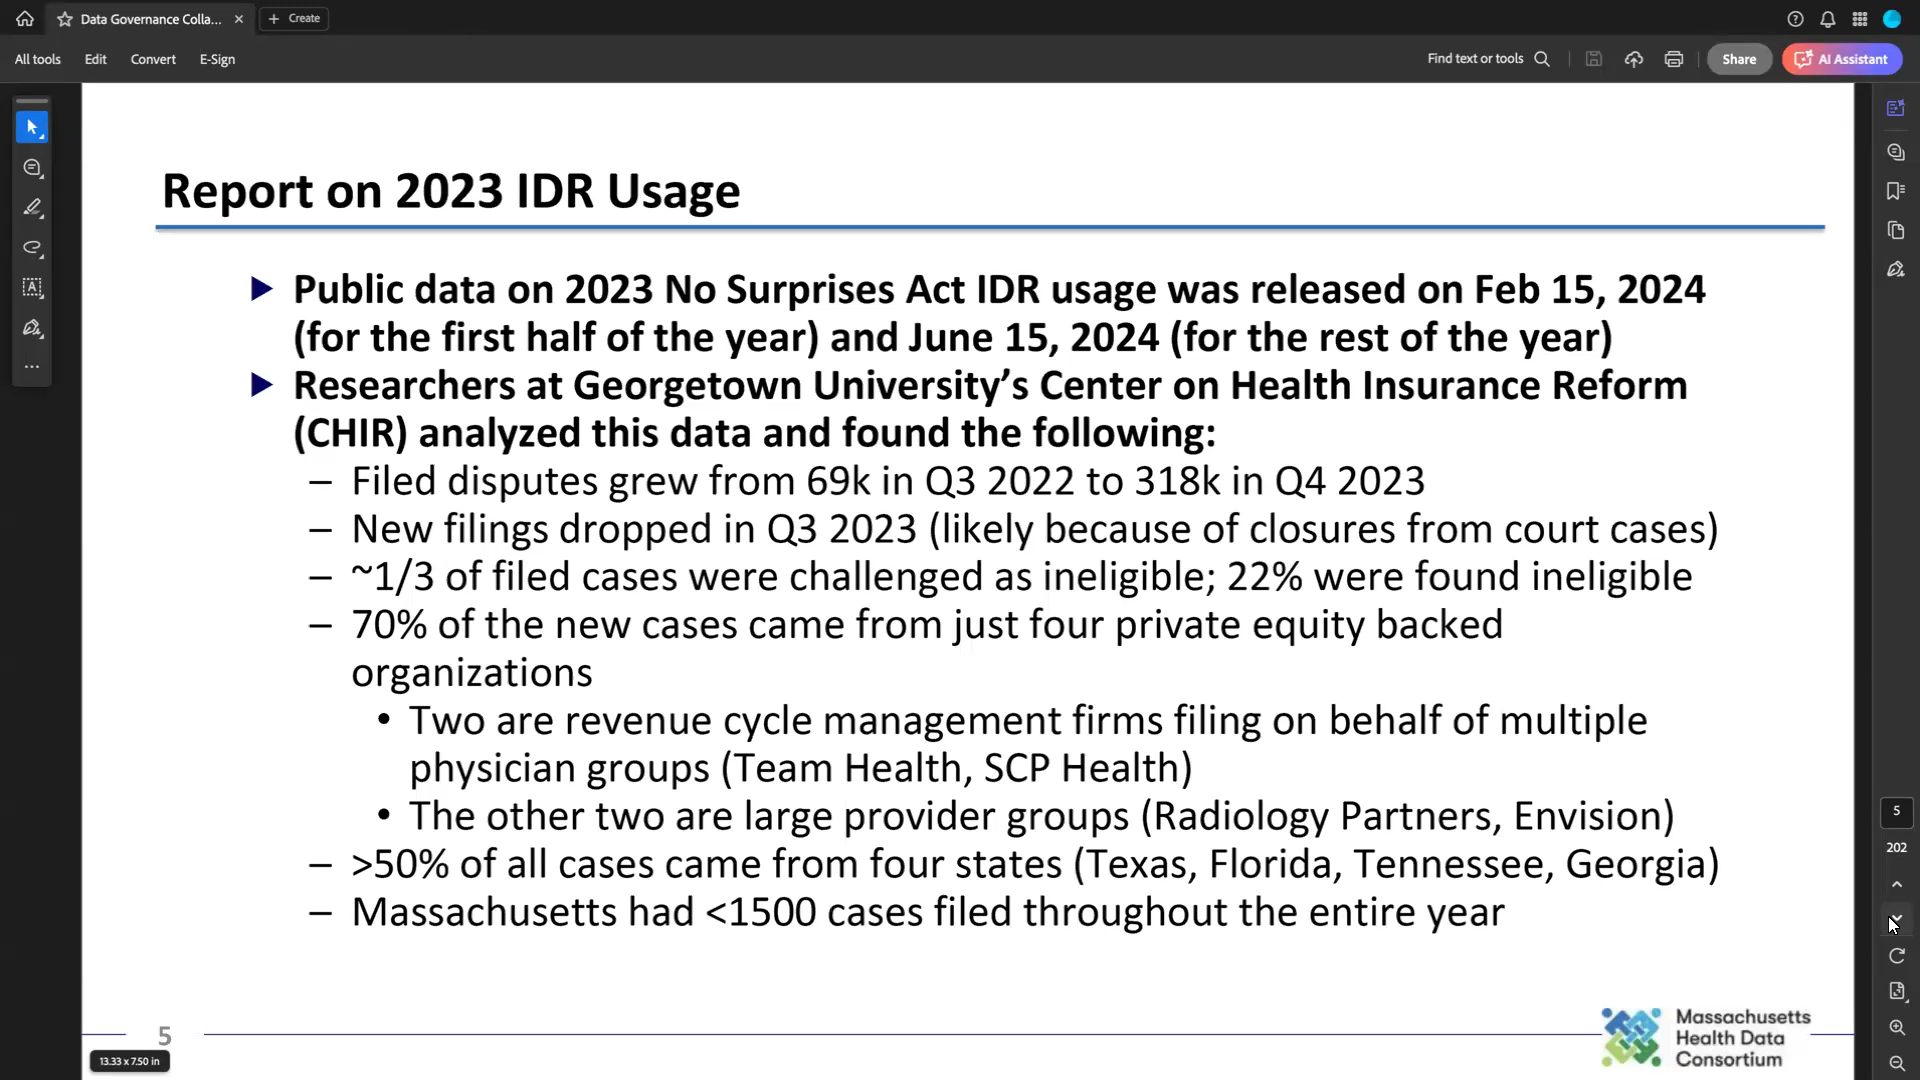 Data Governance Colla...
Create
All tools
Edit
Convert
E-Sign
Find text or tools
Share
AI Assistant
Report on 2023 IDR Usage
Public data on 2023 No Surprises Act IDR usage was released on Feb 15, 2024
(for the first half of the year) and June 15, 2024 (for the rest of the year)
Researchers at Georgetown University’s Center on Health Insurance Reform
(CHIR) analyzed this data and found the following:
– Filed disputes grew from 69k in Q3 2022 to 318k in Q4 2023
– New filings dropped in Q3 2023 (likely because of closures from court cases)
– ~1/3 of filed cases were challenged as ineligible; 22% were found ineligible
– 70% of the new cases came from just four private equity backed
organizations
• Two are revenue cycle management firms filing on behalf of multiple
physician groups (Team Health, SCP Health)
• The other two are large provider groups (Radiology Partners, Envision)
– >50% of all cases came from four states (Texas, Florida, Tennessee, Georgia)
– Massachusetts had <1500 cases filed throughout the entire year
5
202
5
13.33 x 7.50 in
Massachusetts
Health Data
Consortium